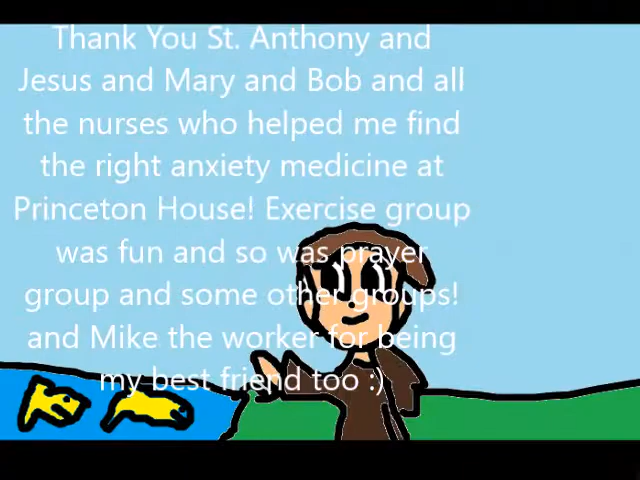 Thank You St. Anthony and
Jesus and Mary and Bob and all
the nurses who helped me find
the right anxiety medicine at
Princeton House! Exercise group
was fun and so was prayer
group and some other groups!
and Mike the worker for being
my best friend too :)